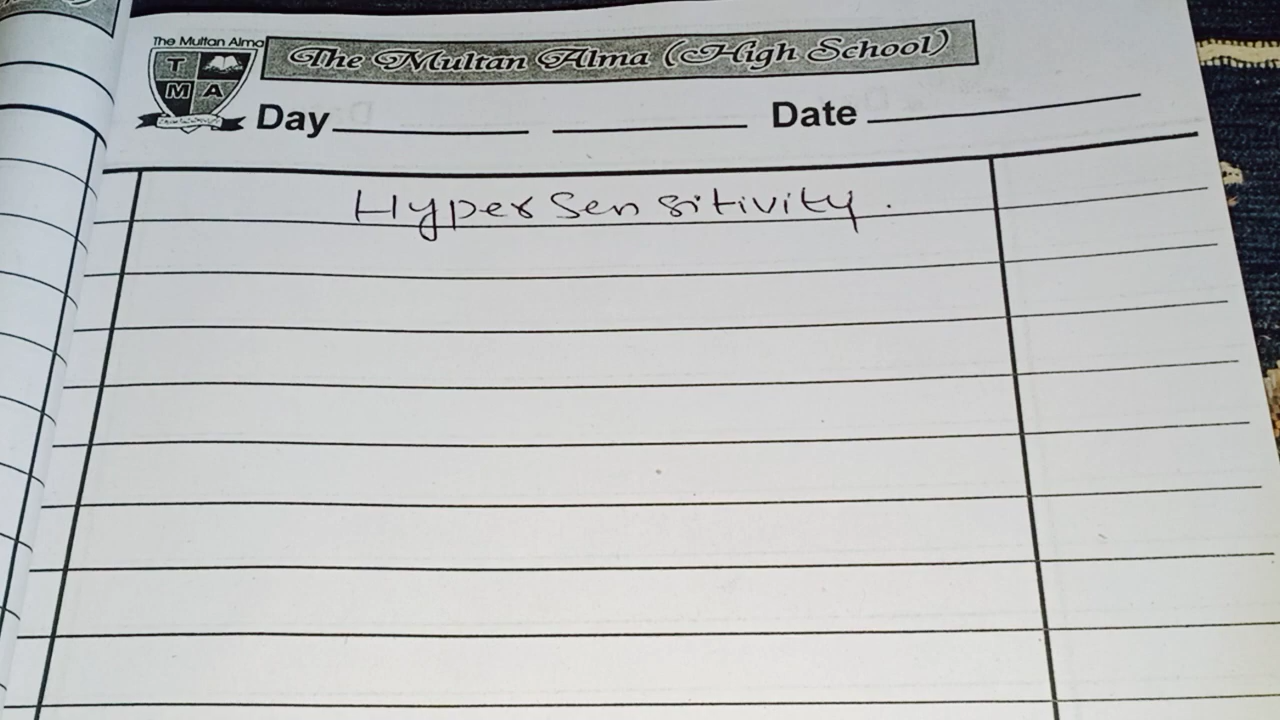 The Multan Alma
T
M A
The Multan Alma (High School)
Day Date
Hyper Sensitivity.